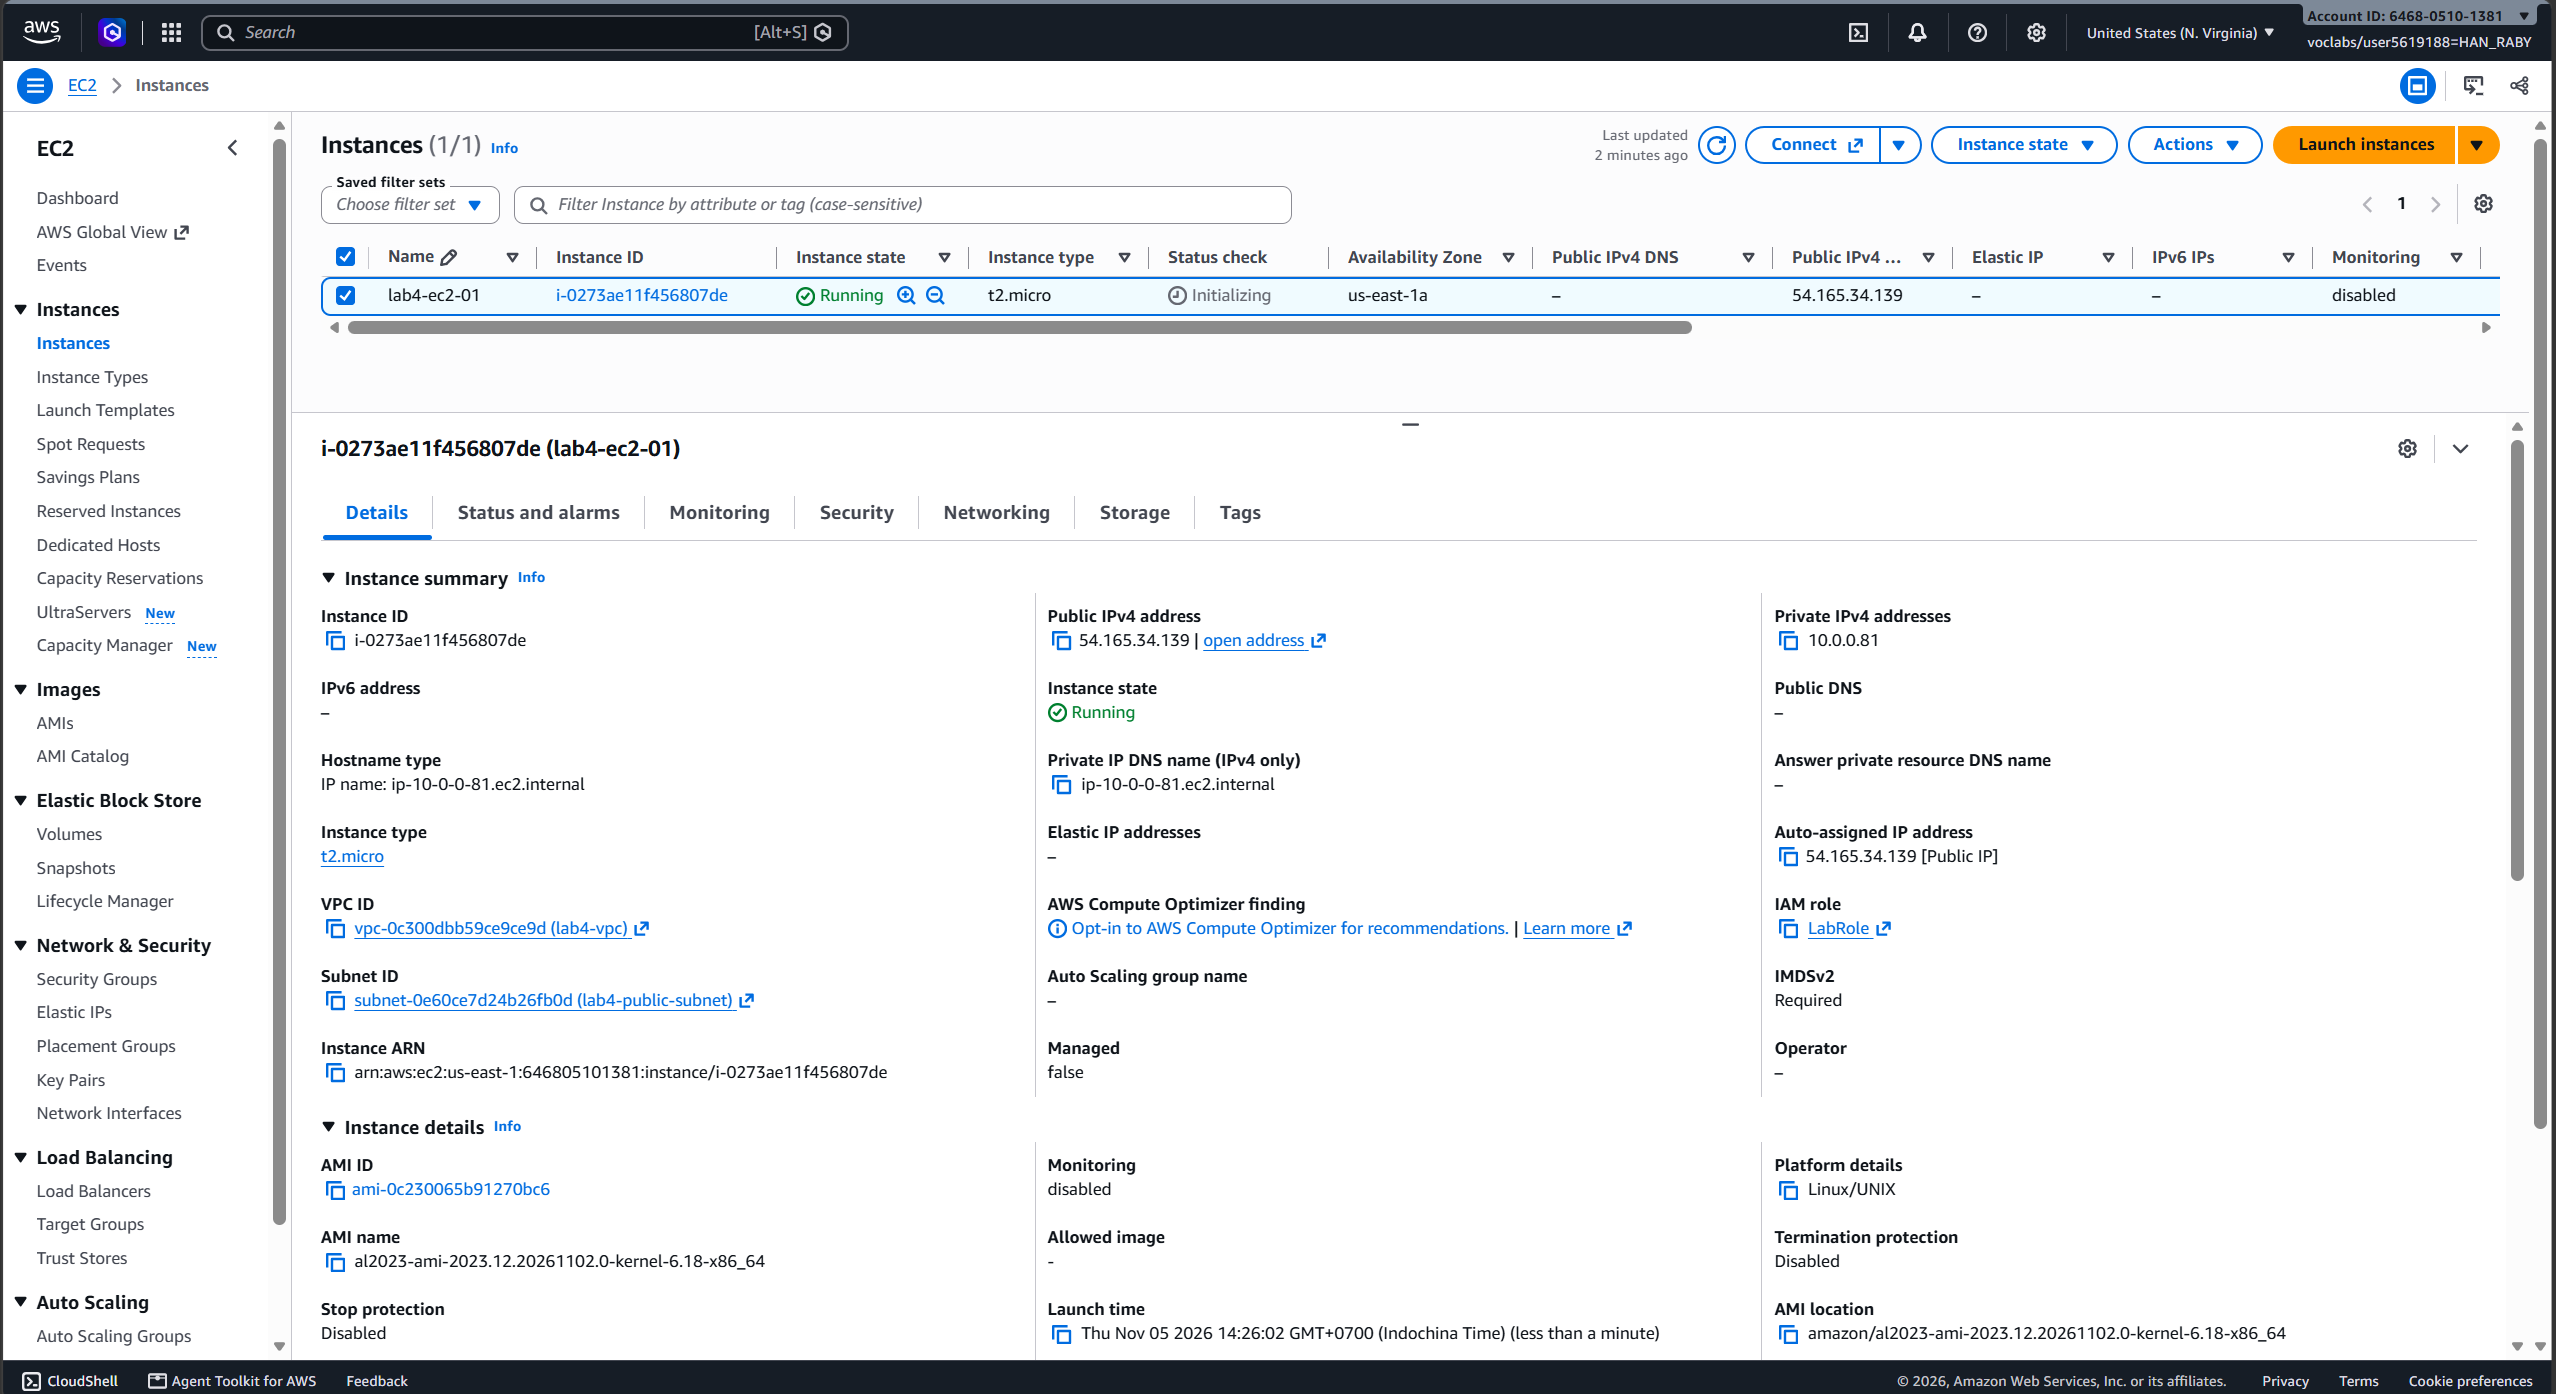 aws
Search [Alt+S]
United States (N. Virginia)
Account ID: 6468-0510-1381
voclabs/user5619188=HAN_RABY
EC2 Instances
EC2
Dashboard
AWS Global View
Events
Instances
Instances
Instance Types
Launch Templates
Spot Requests
Savings Plans
Reserved Instances
Dedicated Hosts
Capacity Reservations
UltraServers New
Capacity Manager New
Images
AMIs
AMI Catalog
Elastic Block Store
Volumes
Snapshots
Lifecycle Manager
Network & Security
Security Groups
Elastic IPs
Placement Groups
Key Pairs
Network Interfaces
Load Balancing
Load Balancers
Target Groups
Trust Stores
Auto Scaling
Auto Scaling Groups
Instances (1/1) Info
Last updated
2 minutes ago
Connect
Instance state
Actions
Launch instances
Saved filter sets
Choose filter set
Filter Instance by attribute or tag (case-sensitive)
1
Name Instance ID Instance state Instance type Status check Availability Zone Public IPv4 DNS Public IPv4 ... Elastic IP IPv6 IPs Monitoring
lab4-ec2-01 i-0273ae11f456807de Running t2.micro Initializing us-east-1a – 54.165.34.139 – – disabled
i-0273ae11f456807de (lab4-ec2-01)
Details Status and alarms Monitoring Security Networking Storage Tags
Instance summary Info
Instance ID
i-0273ae11f456807de
Public IPv4 address
54.165.34.139 | open address
Private IPv4 addresses
10.0.0.81
IPv6 address
–
Instance state
Running
Public DNS
–
Hostname type
IP name: ip-10-0-0-81.ec2.internal
Private IP DNS name (IPv4 only)
ip-10-0-0-81.ec2.internal
Answer private resource DNS name
–
Instance type
t2.micro
Elastic IP addresses
–
Auto-assigned IP address
54.165.34.139 [Public IP]
VPC ID
vpc-0c300dbb59ce9ce9d (lab4-vpc)
AWS Compute Optimizer finding
Opt-in to AWS Compute Optimizer for recommendations. | Learn more
IAM role
LabRole
Subnet ID
subnet-0e60ce7d24b26fb0d (lab4-public-subnet)
Auto Scaling group name
–
IMDSv2
Required
Instance ARN
arn:aws:ec2:us-east-1:646805101381:instance/i-0273ae11f456807de
Managed
false
Operator
–
Instance details Info
AMI ID
ami-0c230065b91270bc6
Monitoring
disabled
Platform details
Linux/UNIX
AMI name
al2023-ami-2023.12.20261102.0-kernel-6.18-x86_64
Allowed image
-
Termination protection
Disabled
Stop protection
Disabled
Launch time
Thu Nov 05 2026 14:26:02 GMT+0700 (Indochina Time) (less than a minute)
AMI location
amazon/al2023-ami-2023.12.20261102.0-kernel-6.18-x86_64
CloudShell Agent Toolkit for AWS Feedback
© 2026, Amazon Web Services, Inc. or its affiliates. Privacy Terms Cookie preferences